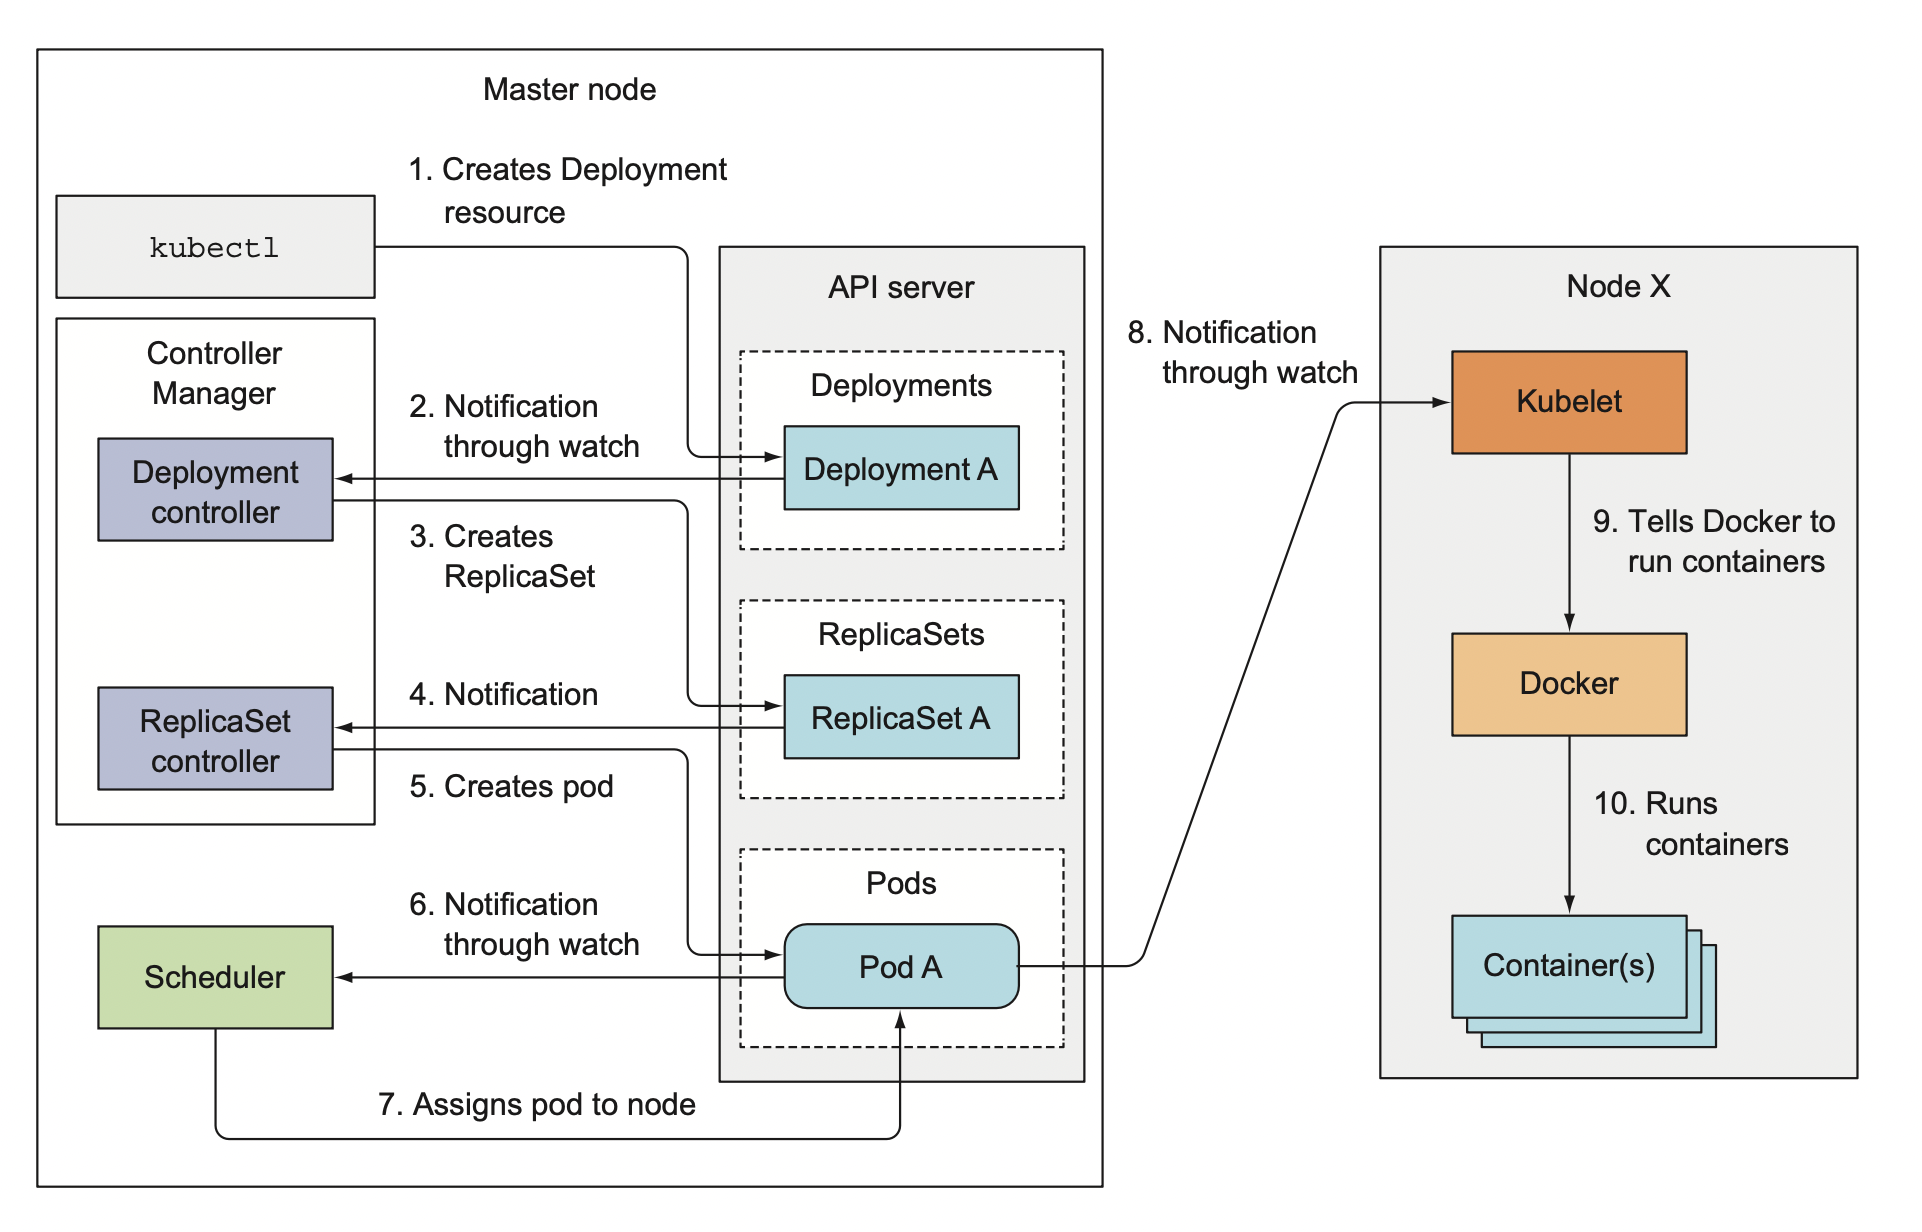 Master node
1. Creates Deployment
resource
kubectl
API server
Node X
Controller
Manager
Deployments
8. Notification
through watch
Kubelet
2. Notification
through watch
Deployment
controller
Deployment A
3. Creates
ReplicaSet
9. Tells Docker to
run containers
ReplicaSets
4. Notification
ReplicaSet
controller
ReplicaSet A
Docker
5. Creates pod
10. Runs
containers
Pods
6. Notification
through watch
Scheduler
Pod A
Container(s)
7. Assigns pod to node